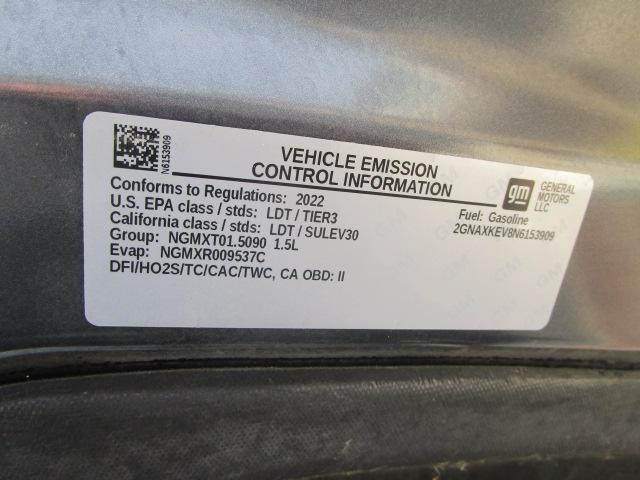 N6153909
VEHICLE EMISSION
CONTROL INFORMATION
gm
GENERAL
MOTORS
LLC
Conforms to Regulations: 2022
U.S. EPA class / stds: LDT / TIER3
California class / stds: LDT / SULEV30
Group: NGMXT01.5090 1.5L
Evap: NGMXR009537C
DFI/HO2S/TC/CAC/TWC, CA OBD: II
Fuel: Gasoline
2GNAXKEV8N6153909